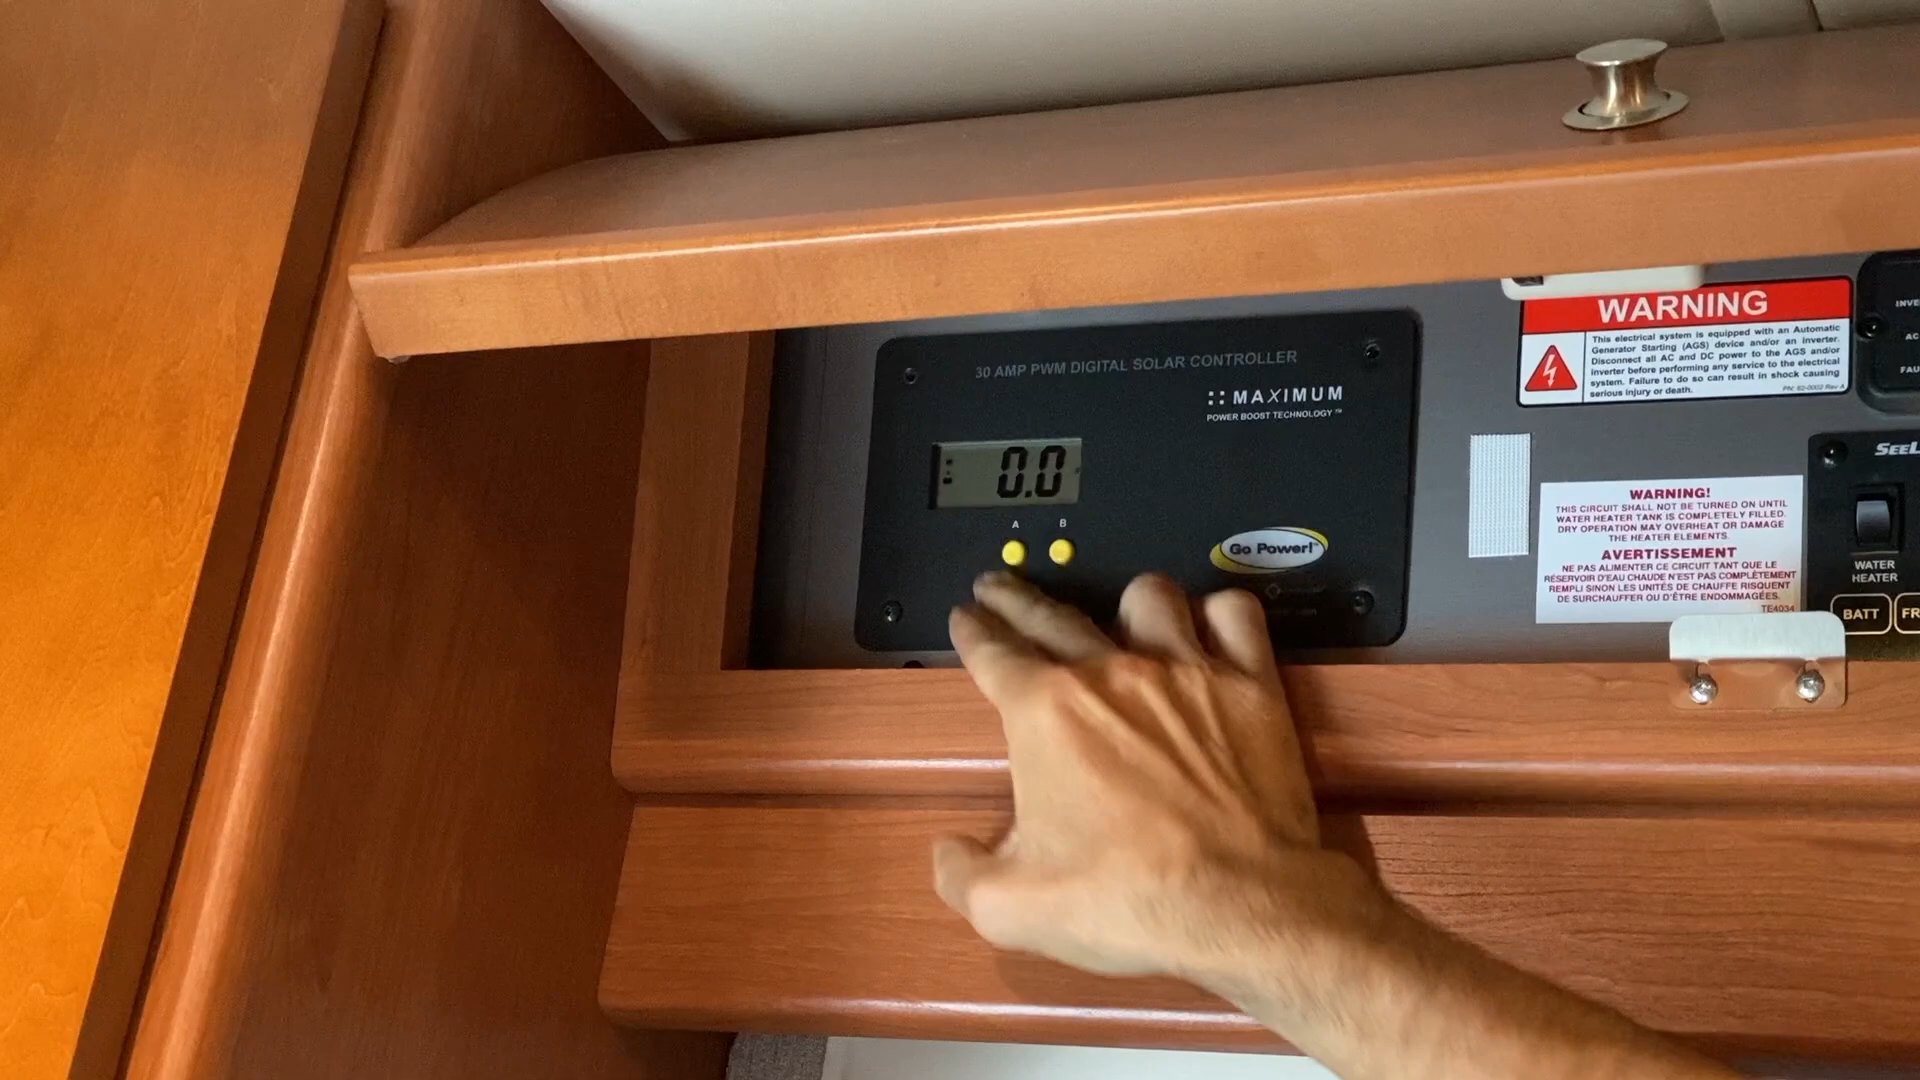 30 AMP PWM DIGITAL SOLAR CONTROLLER
MAXIMUM
POWER BOOST TECHNOLOGY™
0.0
A B
Go Power!™
WARNING
This electrical system is equipped with an Automatic
Generator Starting (AGS) device and/or an inverter.
Disconnect all AC and DC power to the AGS and/or
inverter before performing any service to the electrical
system. Failure to do so can result in shock causing
serious injury or death.
PN: 62-0002 Rev A
WARNING!
THIS CIRCUIT SHALL NOT BE TURNED ON UNTIL
WATER HEATER TANK IS COMPLETELY FILLED.
DRY OPERATION MAY OVERHEAT OR DAMAGE
THE HEATER ELEMENTS.
AVERTISSEMENT
NE PAS ALIMENTER CE CIRCUIT TANT QUE LE
RÉSERVOIR D'EAU CHAUDE N'EST PAS COMPLÈTEMENT
REMPLI SINON LES UNITÉS DE CHAUFFE RISQUENT
DE SURCHAUFFER OU D'ÊTRE ENDOMMAGÉES.
TE4034
INVE
AC
FAU
SEEL
WATER
HEATER
BATT
FR